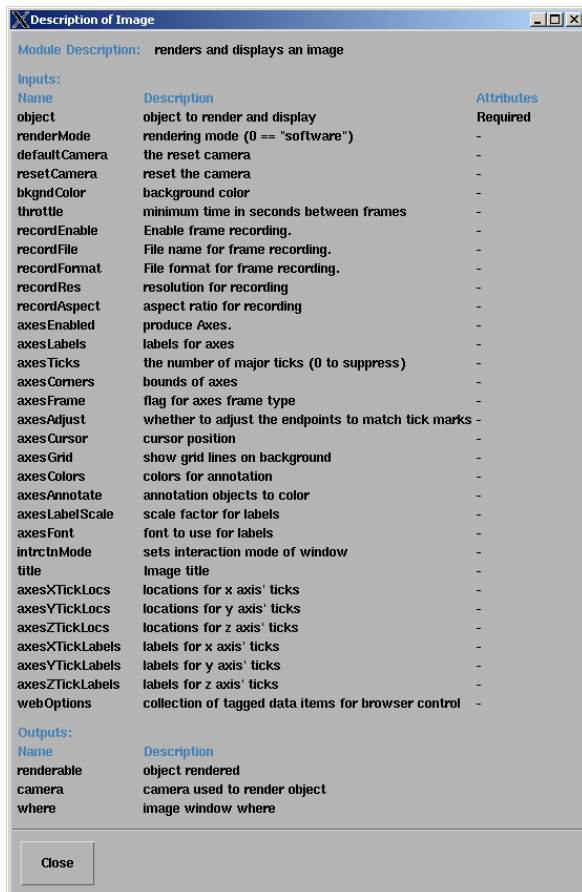 Description of Image
Module Description: renders and displays an image
Inputs:
Name Description Attributes
object object to render and display Required
renderMode rendering mode (0 == "software") -
defaultCamera the reset camera -
resetCamera reset the camera -
bkgndColor background color -
throttle minimum time in seconds between frames -
recordEnable Enable frame recording. -
recordFile File name for frame recording. -
recordFormat File format for frame recording. -
recordRes resolution for recording -
recordAspect aspect ratio for recording -
axesEnabled produce Axes. -
axesLabels labels for axes -
axesTicks the number of major ticks (0 to suppress) -
axesCorners bounds of axes -
axesFrame flag for axes frame type -
axesAdjust whether to adjust the endpoints to match tick marks -
axesCursor cursor position -
axesGrid show grid lines on background -
axesColors colors for annotation -
axesAnnotate annotation objects to color -
axesLabelScale scale factor for labels -
axesFont font to use for labels -
intrctnMode sets interaction mode of window -
title Image title -
axesXTickLocs locations for x axis' ticks -
axesYTickLocs locations for y axis' ticks -
axesZTickLocs locations for z axis' ticks -
axesXTickLabels labels for x axis' ticks -
axesYTickLabels labels for y axis' ticks -
axesZTickLabels labels for z axis' ticks -
webOptions collection of tagged data items for browser control -
Outputs:
Name Description
renderable object rendered
camera camera used to render object
where image window where
Close